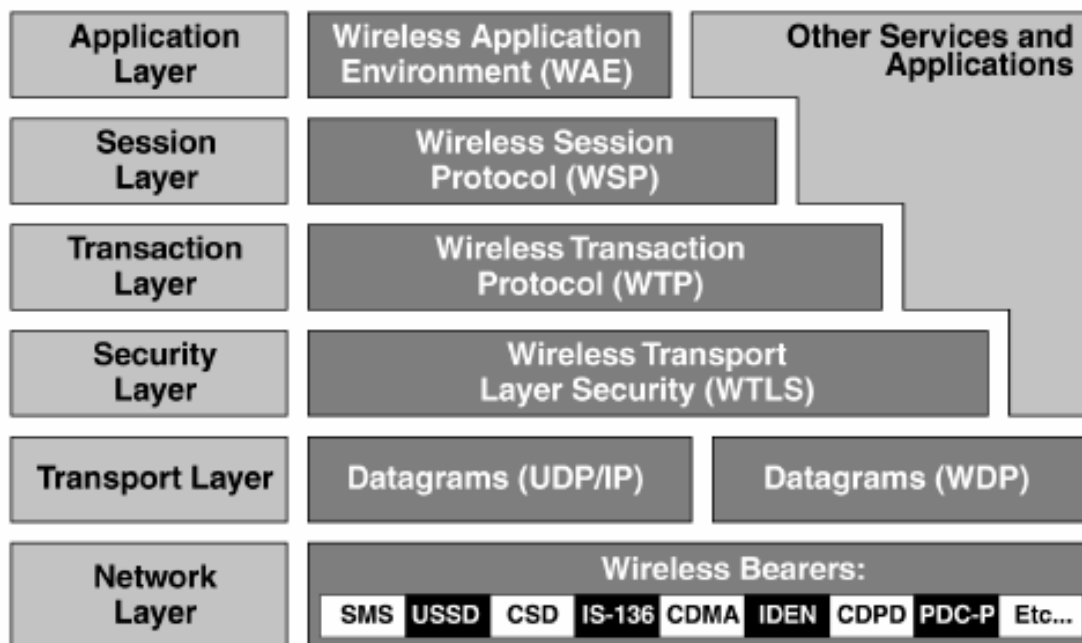 Application
Layer
Wireless Application
Environment (WAE)
Other Services and
Applications
Session
Layer
Wireless Session
Protocol (WSP)
Transaction
Layer
Wireless Transaction
Protocol (WTP)
Security
Layer
Wireless Transport
Layer Security (WTLS)
Transport Layer
Datagrams (UDP/IP)
Datagrams (WDP)
Network
Layer
Wireless Bearers:
SMS USSD CSD IS-136 CDMA IDEN CDPD PDC-P Etc...